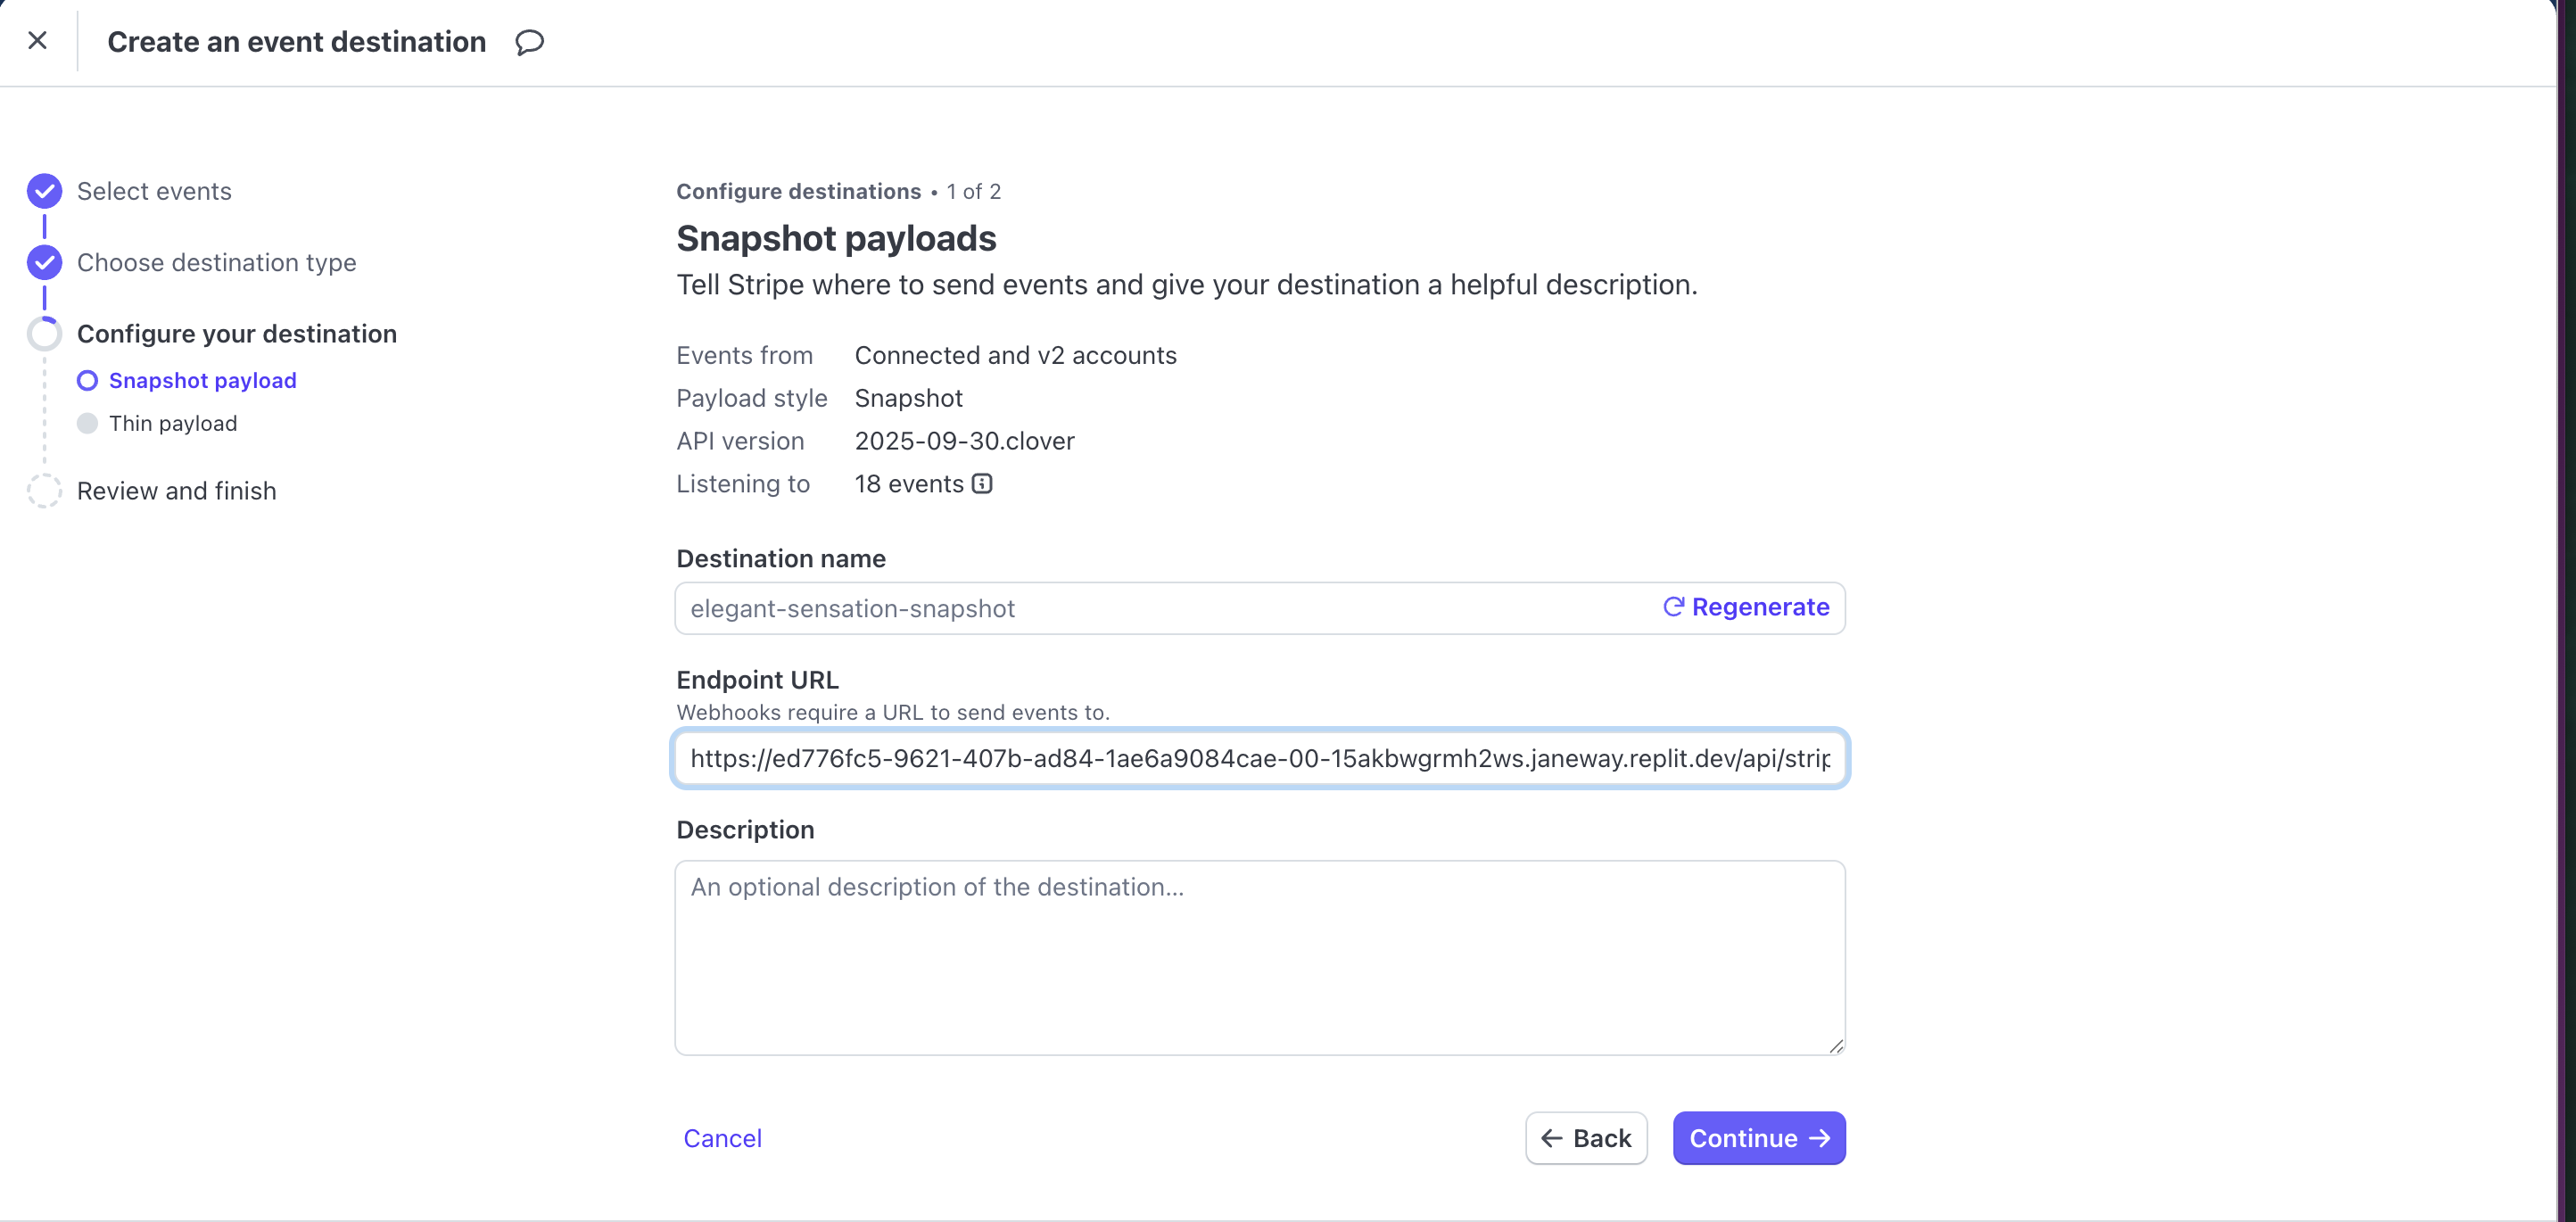 Create an event destination
Select events
Choose destination type
Configure your destination
Snapshot payload
Thin payload
Review and finish
Configure destinations • 1 of 2
Snapshot payloads
Tell Stripe where to send events and give your destination a helpful description.
Events from Connected and v2 accounts
Payload style Snapshot
API version 2025-09-30.clover
Listening to 18 events
Destination name
elegant-sensation-snapshot Regenerate
Endpoint URL
Webhooks require a URL to send events to.
https://ed776fc5-9621-407b-ad84-1ae6a9084cae-00-15akbwgrmh2ws.janeway.replit.dev/api/strip
Description
An optional description of the destination...
Cancel
Back
Continue